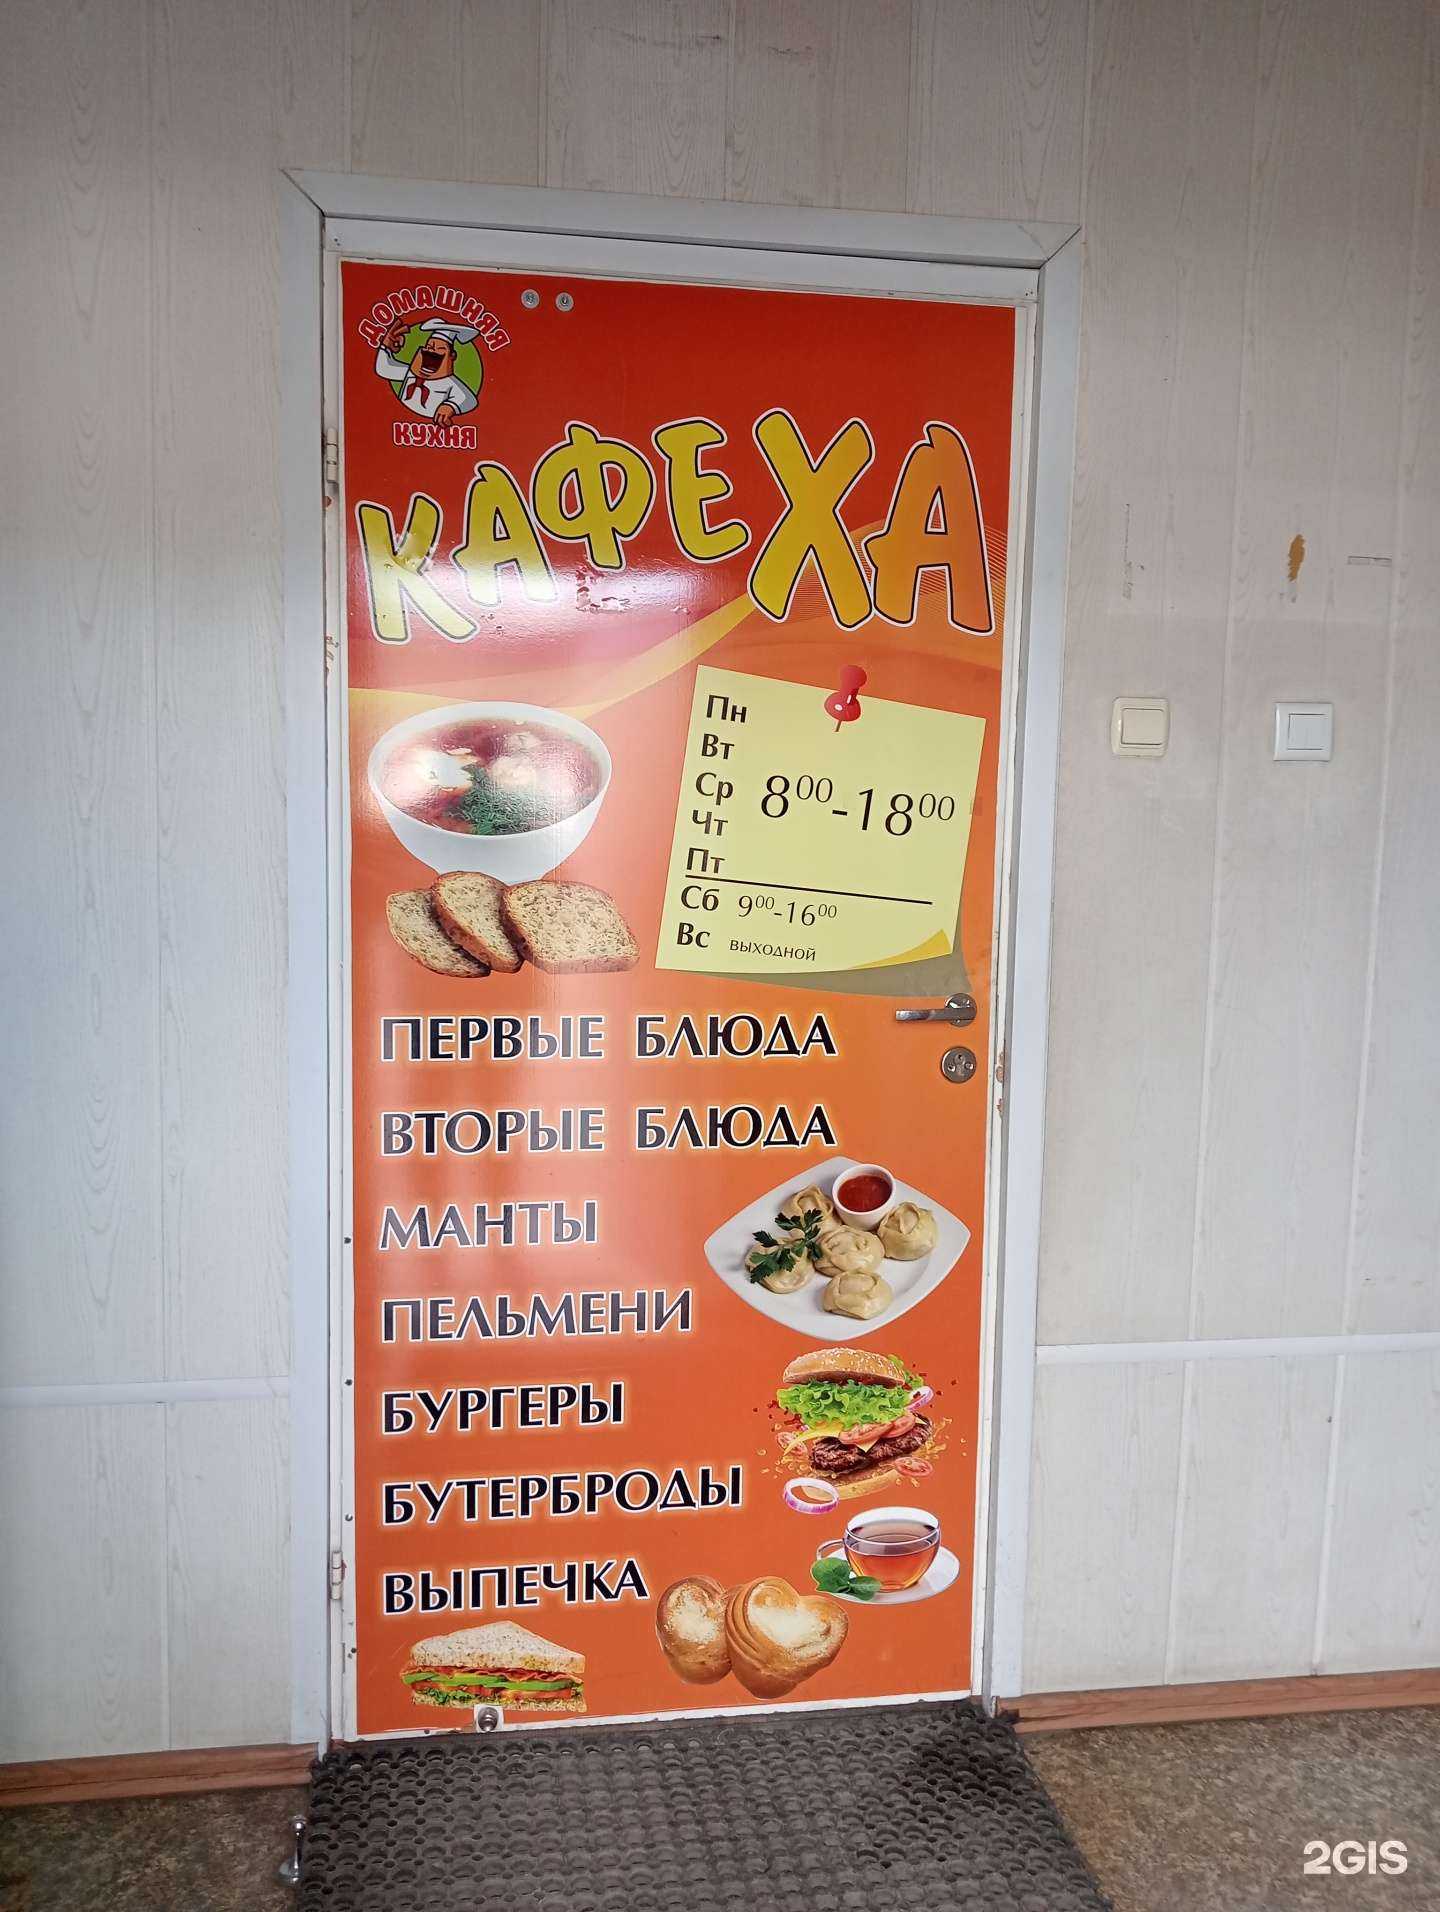 ДОМАШНЯЯ
КУХНЯ
КАФЕХА
Пн
Вт
Ср 8⁰⁰-18⁰⁰
Чт
Пт
Сб 9⁰⁰-16⁰⁰
Вс выходной
ПЕРВЫЕ БЛЮДА
ВТОРЫЕ БЛЮДА
МАНТЫ
ПЕЛЬМЕНИ
БУРГЕРЫ
БУТЕРБРОДЫ
ВЫПЕЧКА
2GIS